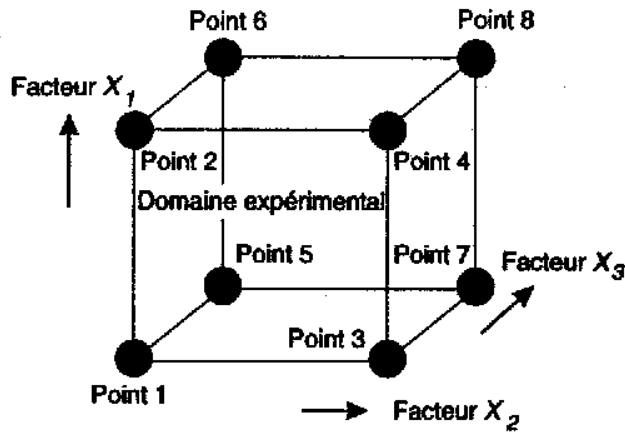 Point 6
Point 8
Facteur X1
Point 2
Point 4
Domaine expérimental
Point 5
Point 7
Facteur X3
Point 3
Point 1
Facteur X2